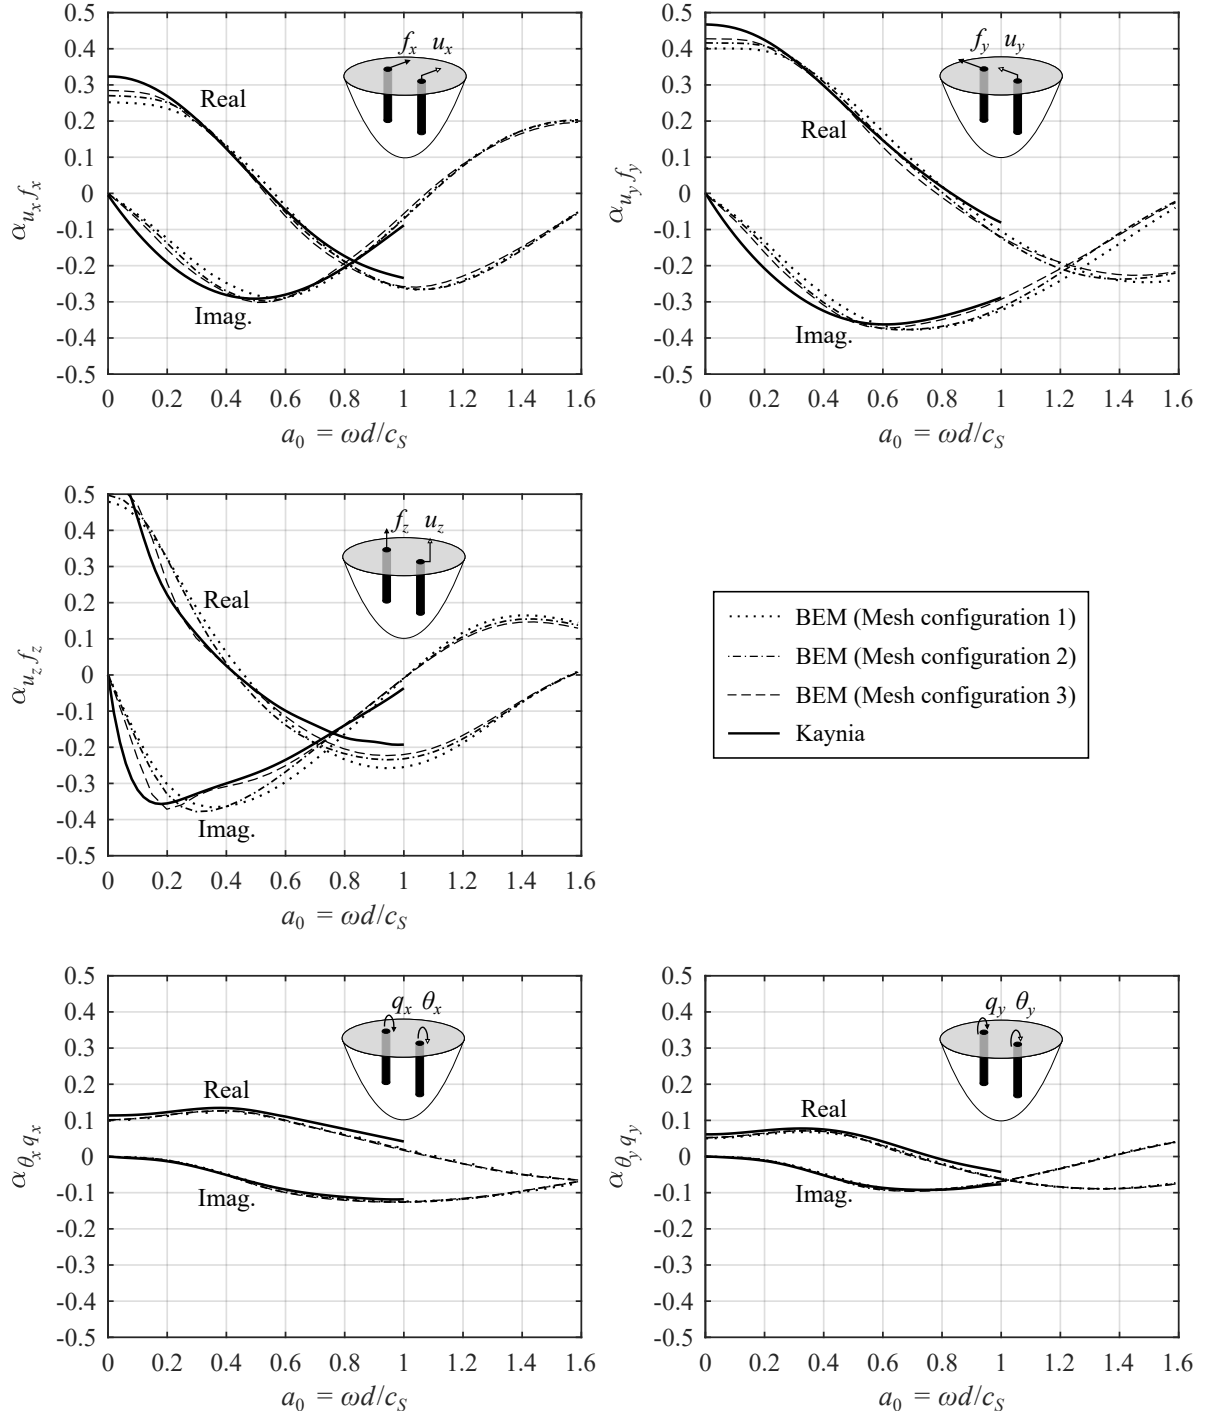 0.5
0.4
0.3
0.2
0.1
0
-0.1
-0.2
-0.3
-0.4
-0.5
α_{u_x f_x}
Real
Imag.
f_x u_x
0 0.2 0.4 0.6 0.8 1 1.2 1.4 1.6
a_0 = ωd/c_S
0.5
0.4
0.3
0.2
0.1
0
-0.1
-0.2
-0.3
-0.4
-0.5
α_{u_y f_y}
f_y u_y
Real
Imag.
0 0.2 0.4 0.6 0.8 1 1.2 1.4 1.6
a_0 = ωd/c_S
0.5
0.4
0.3
0.2
0.1
0
-0.1
-0.2
-0.3
-0.4
-0.5
α_{u_z f_z}
f_z u_z
Real
Imag.
0 0.2 0.4 0.6 0.8 1 1.2 1.4 1.6
a_0 = ωd/c_S
BEM (Mesh configuration 1)
BEM (Mesh configuration 2)
BEM (Mesh configuration 3)
Kaynia
0.5
0.4
0.3
0.2
0.1
0
-0.1
-0.2
-0.3
-0.4
-0.5
α_{θ_x q_x}
q_x θ_x
Real
Imag.
0 0.2 0.4 0.6 0.8 1 1.2 1.4 1.6
a_0 = ωd/c_S
0.5
0.4
0.3
0.2
0.1
0
-0.1
-0.2
-0.3
-0.4
-0.5
α_{θ_y q_y}
q_y θ_y
Real
Imag.
0 0.2 0.4 0.6 0.8 1 1.2 1.4 1.6
a_0 = ωd/c_S